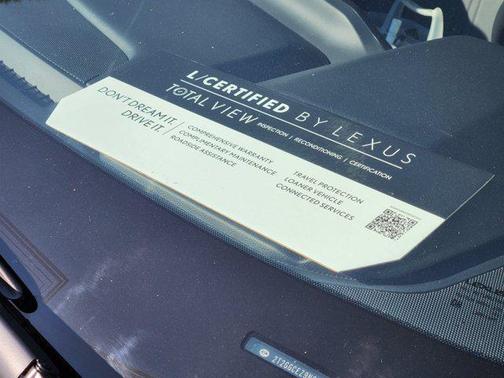 L/CERTIFIED BY LEXUS
TOTAL VIEW
INSPECTION | RECONDITIONING | CERTIFICATION
DON'T DREAM IT.
DRIVE IT.
COMPREHENSIVE WARRANTY
COMPLIMENTARY MAINTENANCE
ROADSIDE ASSISTANCE
TRAVEL PROTECTION
LOANER VEHICLE
CONNECTED SERVICES